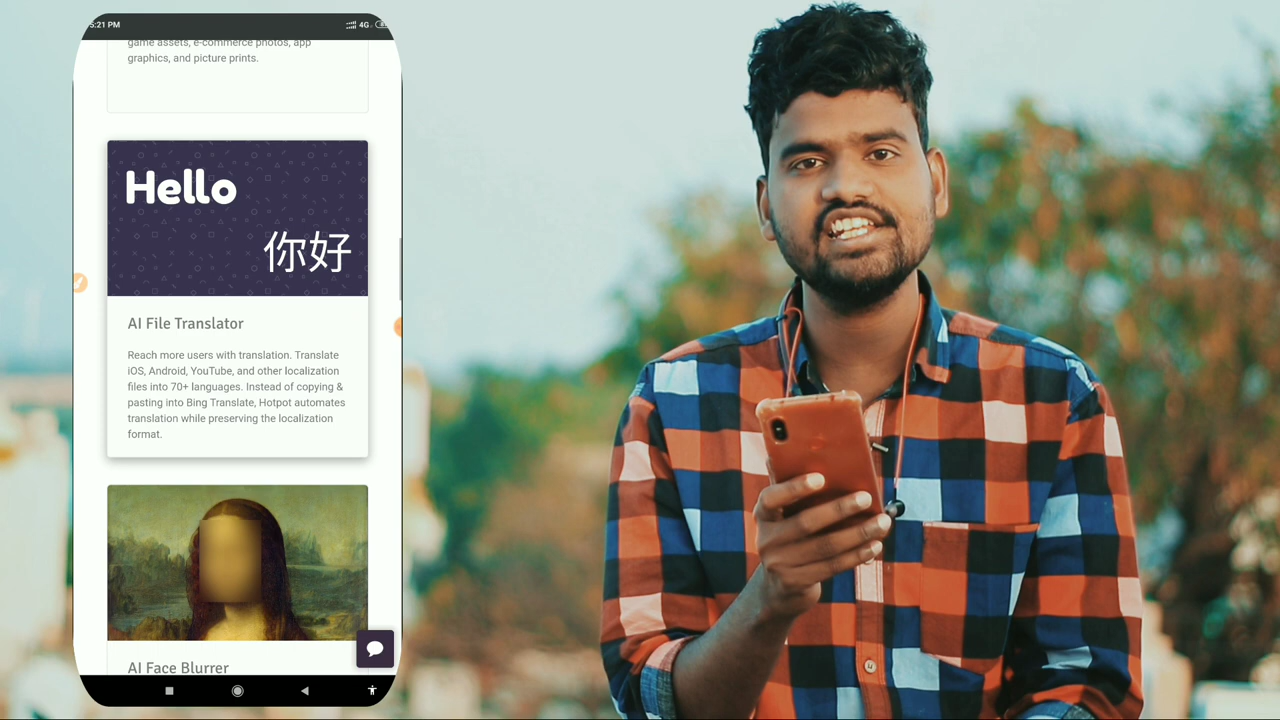 5:21 PM
4G
game assets, e-commerce photos, app
graphics, and picture prints.
Hello
你好
AI File Translator
Reach more users with translation. Translate
iOS, Android, YouTube, and other localization
files into 70+ languages. Instead of copying &
pasting into Bing Translate, Hotpot automates
translation while preserving the localization
format.
AI Face Blurrer